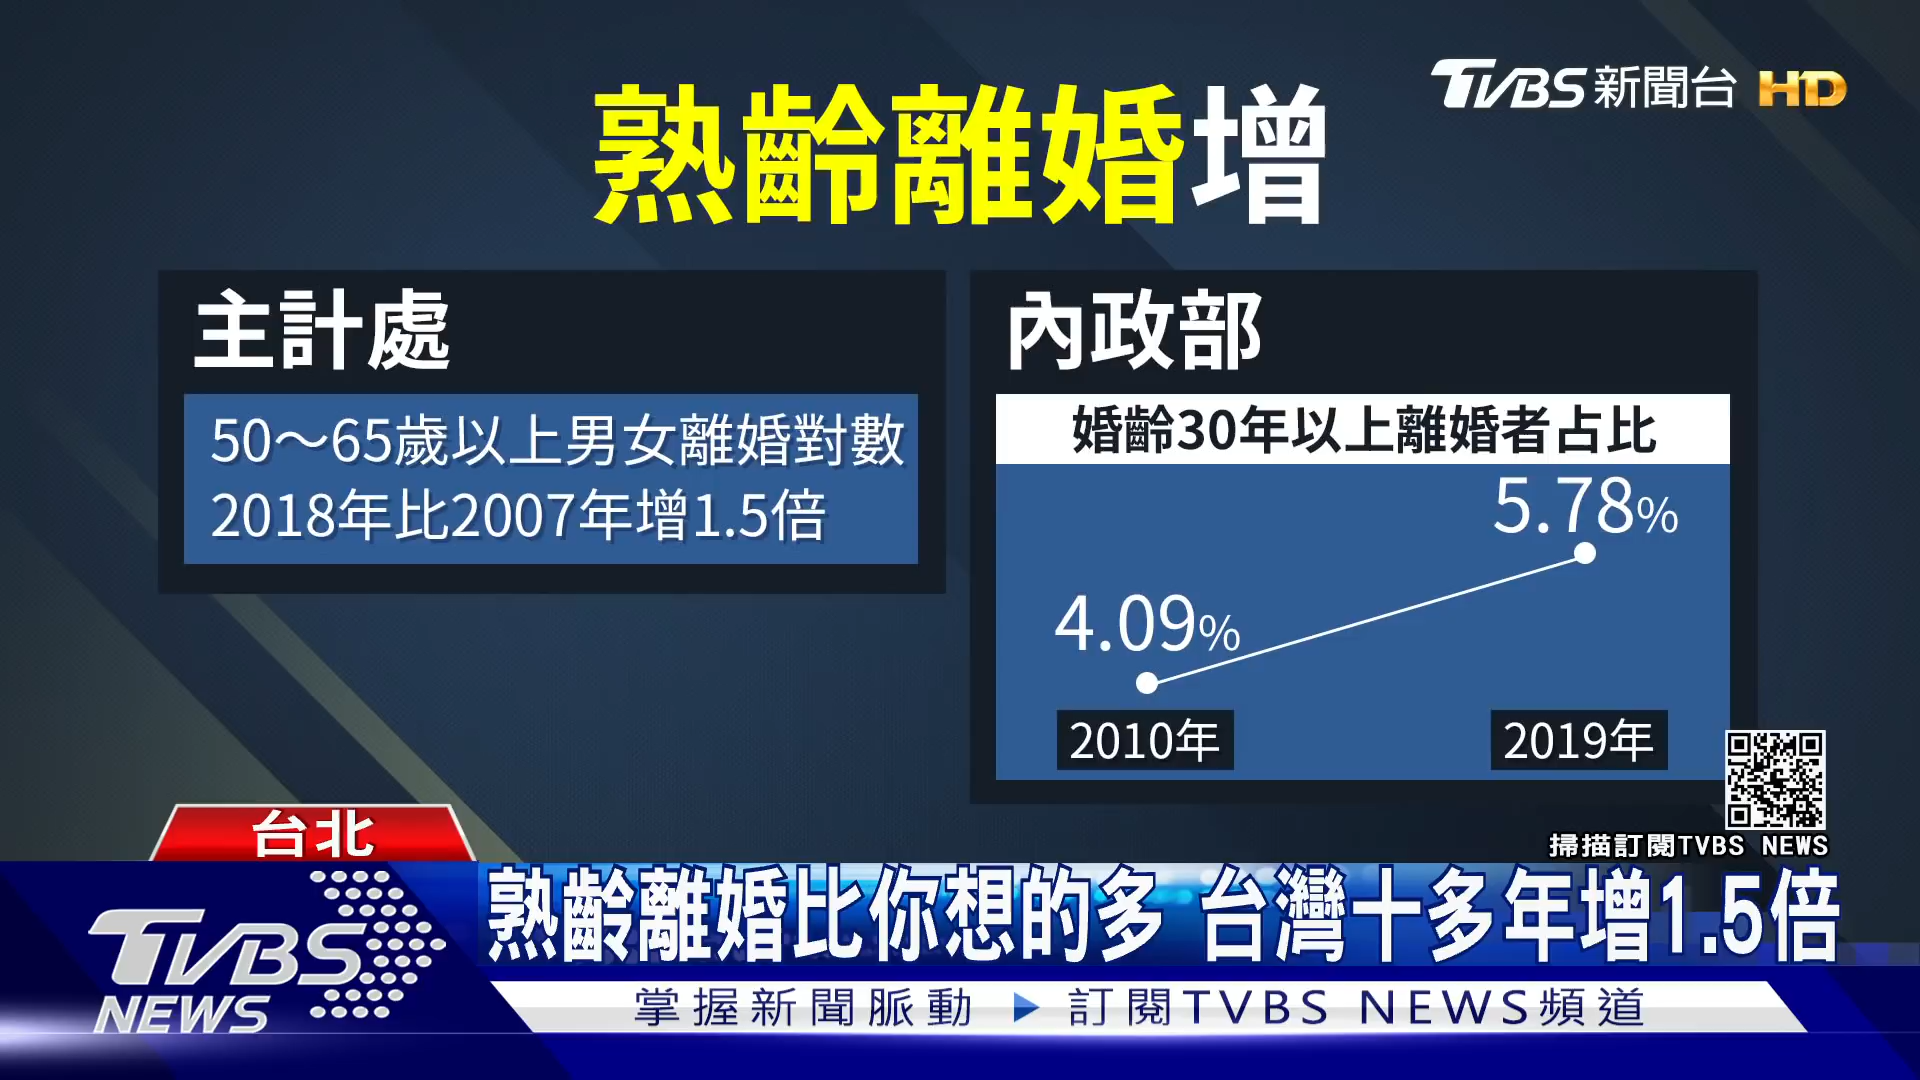 TVBS新聞台 HD
熟齡離婚增
主計處
50～65歲以上男女離婚對數
2018年比2007年增1.5倍
內政部
婚齡30年以上離婚者占比
5.78%
4.09%
2010年
2019年
掃描訂閱TVBS NEWS
台北
熟齡離婚比你想的多 台灣十多年增1.5倍
TVBS
NEWS
掌握新聞脈動 ▶ 訂閱TVBS NEWS頻道